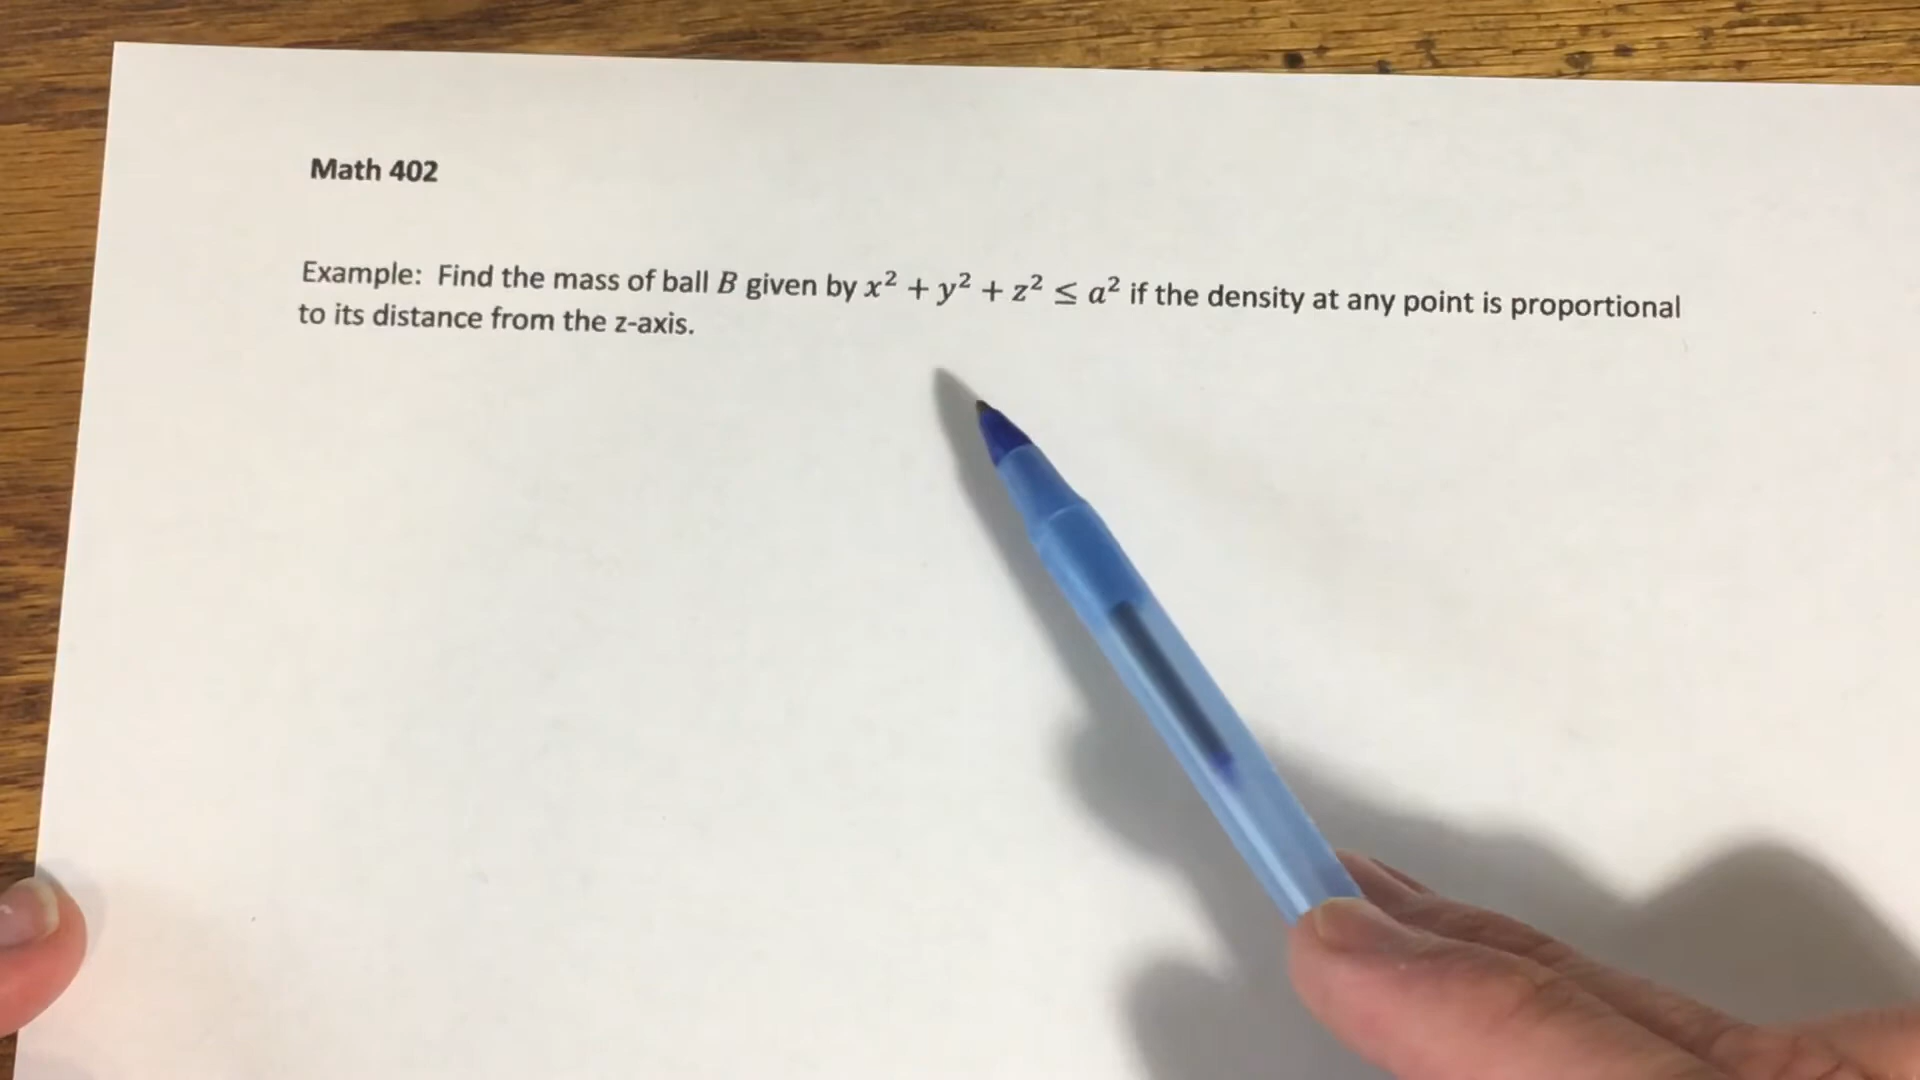 Math 402
Example: Find the mass of ball B given by x² + y² + z² ≤ a² if the density at any point is proportional
to its distance from the z-axis.